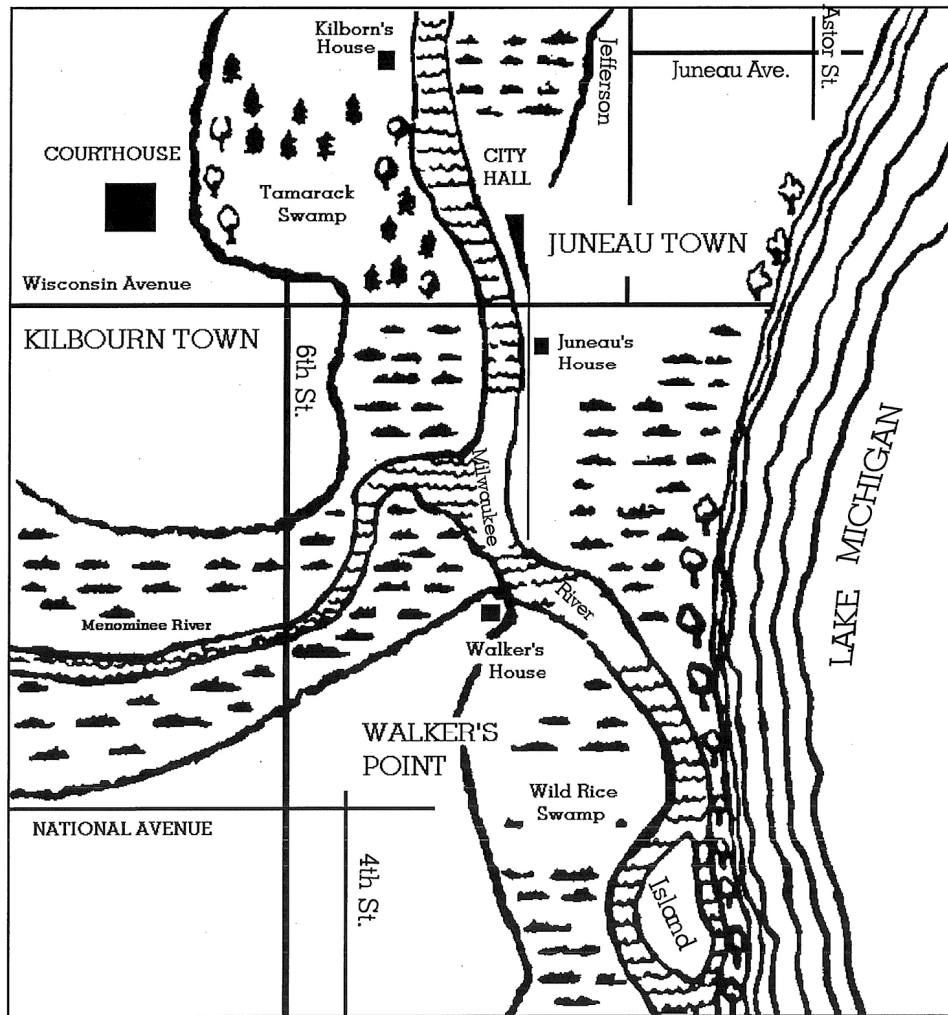 Kilborn's
House
Jefferson
Astor St.
Juneau Ave.
COURTHOUSE
CITY
HALL
Tamarack
Swamp
JUNEAU TOWN
Wisconsin Avenue
KILBOURN TOWN
6th St.
Juneau's
House
Milwaukee
River
LAKE MICHIGAN
Menominee River
Walker's
House
WALKER'S
POINT
Wild Rice
Swamp
NATIONAL AVENUE
4th St.
Island